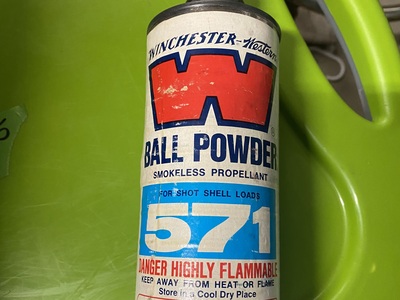 WINCHESTER-Western
W
®
BALL POWDER
SMOKELESS PROPELLANT
FOR SHOT SHELL LOADS
571
DANGER HIGHLY FLAMMABLE
KEEP AWAY FROM HEAT OR FLAME
Store in a Cool Dry Place